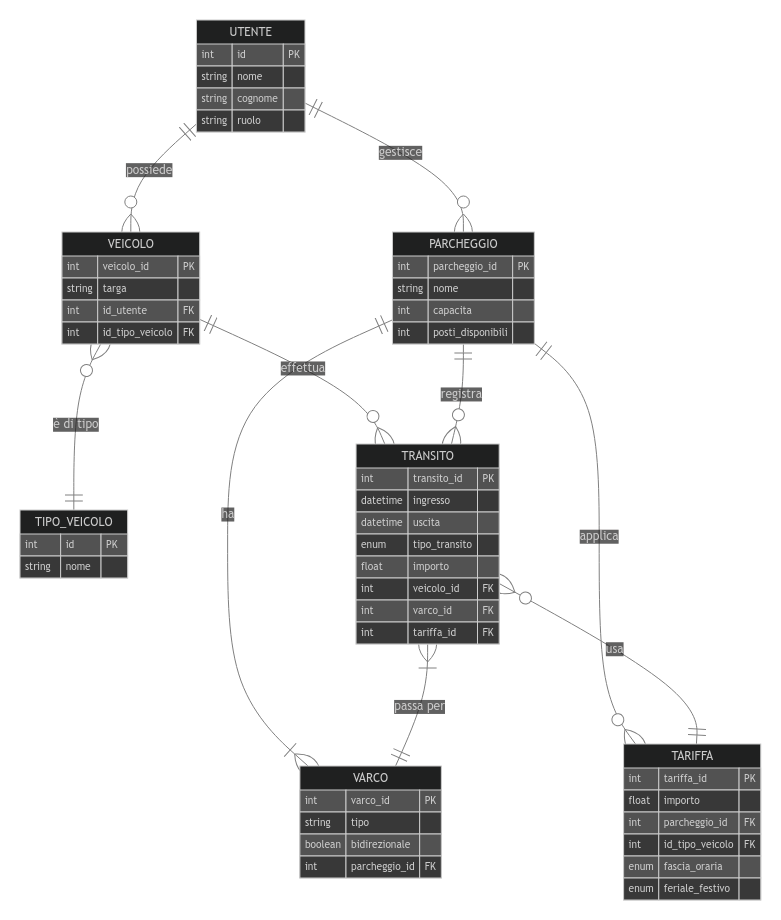 UTENTE
int id PK
string nome
string cognome
string ruolo
possiede
gestisce
VEICOLO
int veicolo_id PK
string targa
int id_utente FK
int id_tipo_veicolo FK
PARCHEGGIO
int parcheggio_id PK
string nome
int capacita
int posti_disponibili
effettua
registra
è di tipo
TRANSITO
int transito_id PK
datetime ingresso
datetime uscita
enum tipo_transito
float importo
int veicolo_id FK
int varco_id FK
int tariffa_id FK
TIPO_VEICOLO
int id PK
string nome
ha
applica
usa
passa per
VARCO
int varco_id PK
string tipo
boolean bidirezionale
int parcheggio_id FK
TARIFFA
int tariffa_id PK
float importo
int parcheggio_id FK
int id_tipo_veicolo FK
enum fascia_oraria
enum feriale_festivo